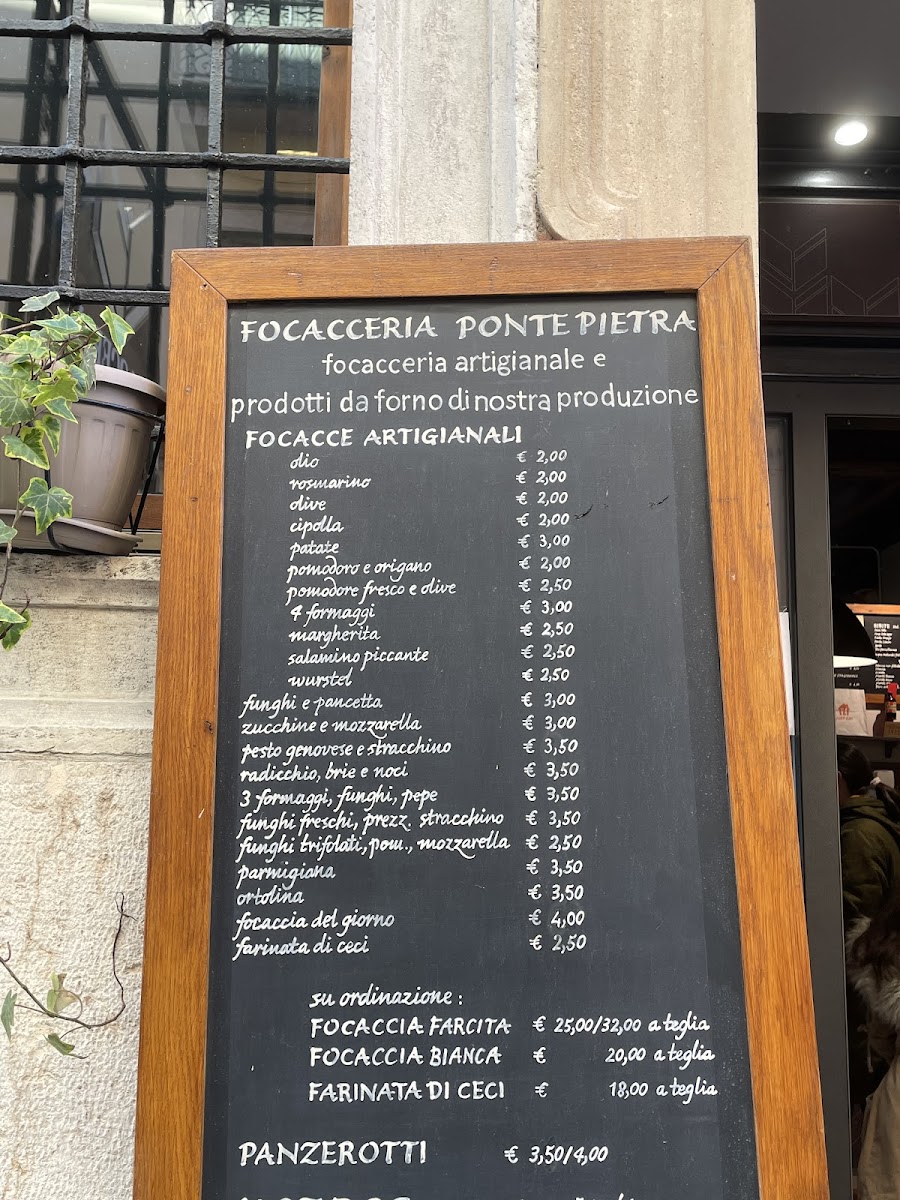 FOCACCERIA PONTE PIETRA
focacceria artigianale e
prodotti da forno di nostra produzione
FOCACCE ARTIGIANALI
olio € 2,00
rosmarino € 2,00
olive € 2,00
cipolla € 2,00
patate € 3,00
pomodoro e origano € 2,00
pomodore fresco e olive € 2,50
4 formaggi € 3,00
margherita € 2,50
salamino piccante € 2,50
wurstel € 2,50
funghi e pancetta € 3,00
zucchine e mozzarella € 3,00
pesto genovese e stracchino € 3,50
radicchio, brie e noci € 3,50
3 formaggi, funghi, pepe € 3,50
funghi freschi, prezz. stracchino € 3,50
funghi trifolati, pom., mozzarella € 2,50
parmigiana € 3,50
ortolina € 3,50
focaccia del giorno € 4,00
farinata di ceci € 2,50
su ordinazione:
FOCACCIA FARCITA € 25,00/32,00 a teglia
FOCACCIA BIANCA € 20,00 a teglia
FARINATA DI CECI € 18,00 a teglia
PANZEROTTI € 3,50/4,00